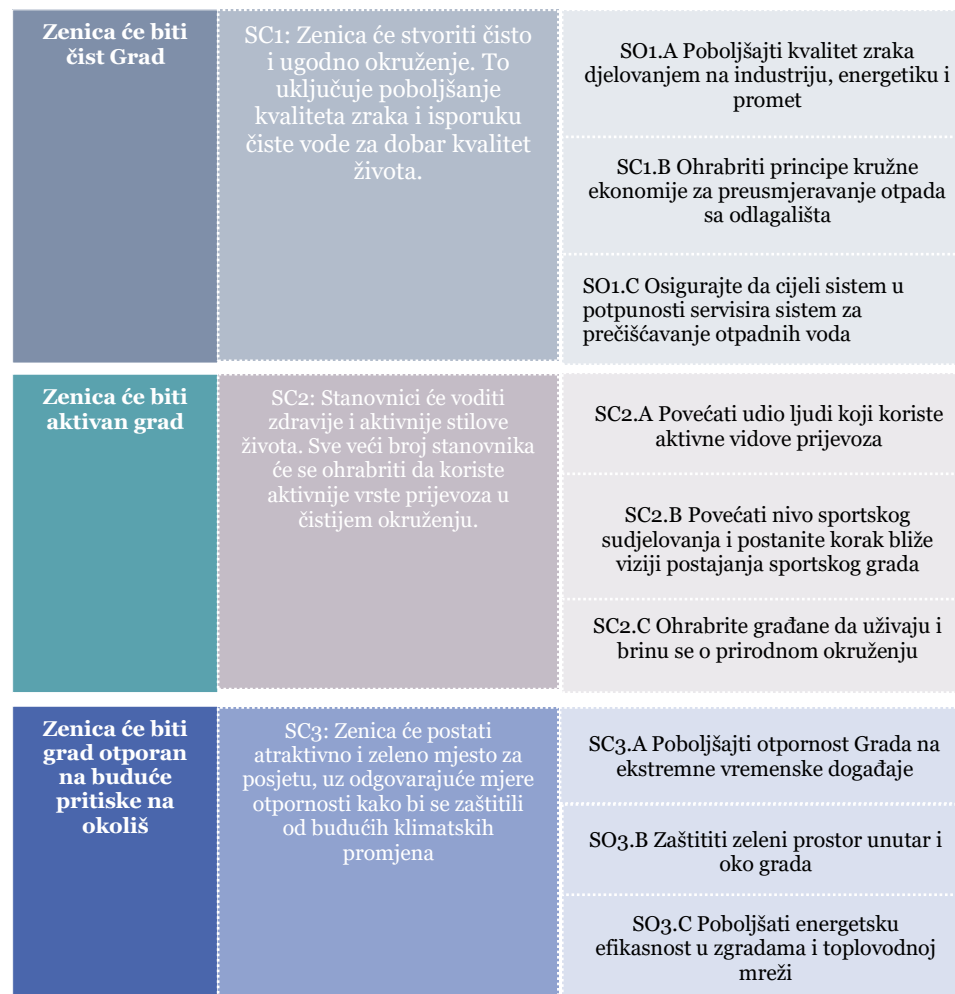 Zenica će biti
čist Grad
SC1: Zenica će stvoriti čisto
i ugodno okruženje. To
uključuje poboljšanje
kvaliteta zraka i isporuku
čiste vode za dobar kvalitet
života.
SO1.A Poboljšajti kvalitet zraka
djelovanjem na industriju, energetiku i
promet
SC1.B Ohrabriti principe kružne
ekonomije za preusmjeravanje otpada
sa odlagališta
SO1.C Osigurajte da cijeli sistem u
potpunosti servisira sistem za
prečišćavanje otpadnih voda
Zenica će biti
aktivan grad
SC2: Stanovnici će voditi
zdravije i aktivnije stilove
života. Sve veći broj stanovnika
će se ohrabriti da koriste
aktivnije vrste prijevoza u
čistijem okruženju.
SC2.A Povećati udio ljudi koji koriste
aktivne vidove prijevoza
SC2.B Povećati nivo sportskog
sudjelovanja i postanite korak bliže
viziji postajanja sportskog grada
SC2.C Ohrabrite građane da uživaju i
brinu se o prirodnom okruženju
Zenica će biti
grad otporan
na buduće
pritiske na
okoliš
SC3: Zenica će postati
atraktivno i zeleno mjesto za
posjetu, uz odgovarajuće mjere
otpornosti kako bi se zaštitili
od budućih klimatskih
promjena
SC3.A Poboljšajti otpornost Grada na
ekstremne vremenske događaje
SO3.B Zaštititi zeleni prostor unutar i
oko grada
SO3.C Poboljšati energetsku
efikasnost u zgradama i toplovodnoj
mreži